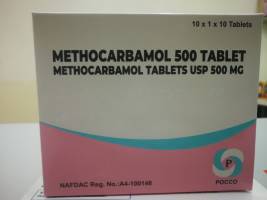 10 x 1 x 10 Tablets
METHOCARBAMOL 500 TABLET
METHOCARBAMOL TABLETS USP 500 MG
P
POCCO
NAFDAC Reg. No.:A4-100148